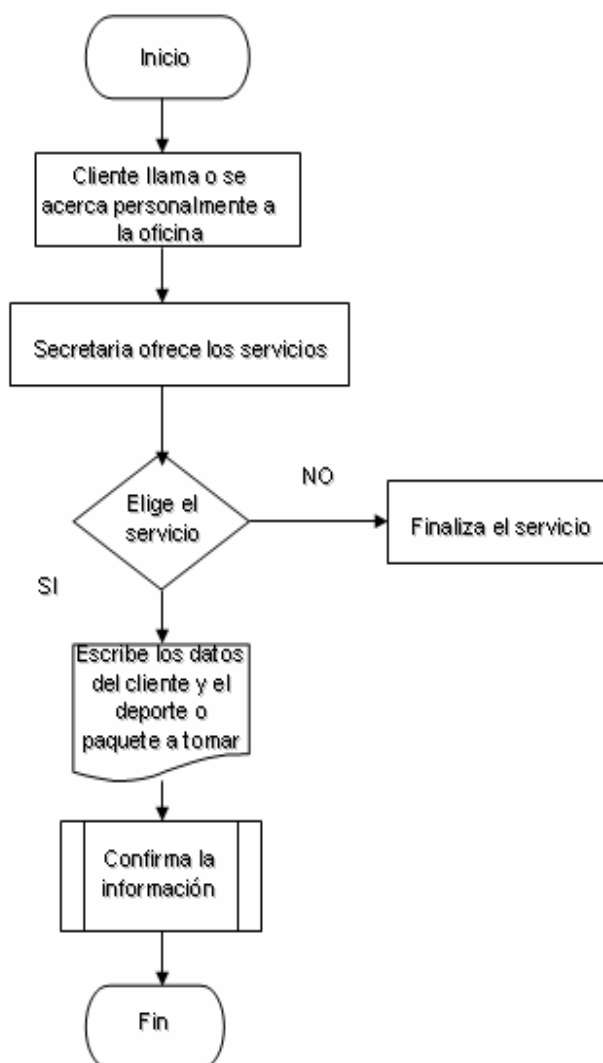 Inicio
Cliente llama o se
acerca personalmente a
la oficina
Secretaria ofrece los servicios
Elige el
servicio
NO
Finaliza el servicio
SI
Escribe los datos
del cliente y el
deporte o
paquete a tomar
Confirma la
información
Fin